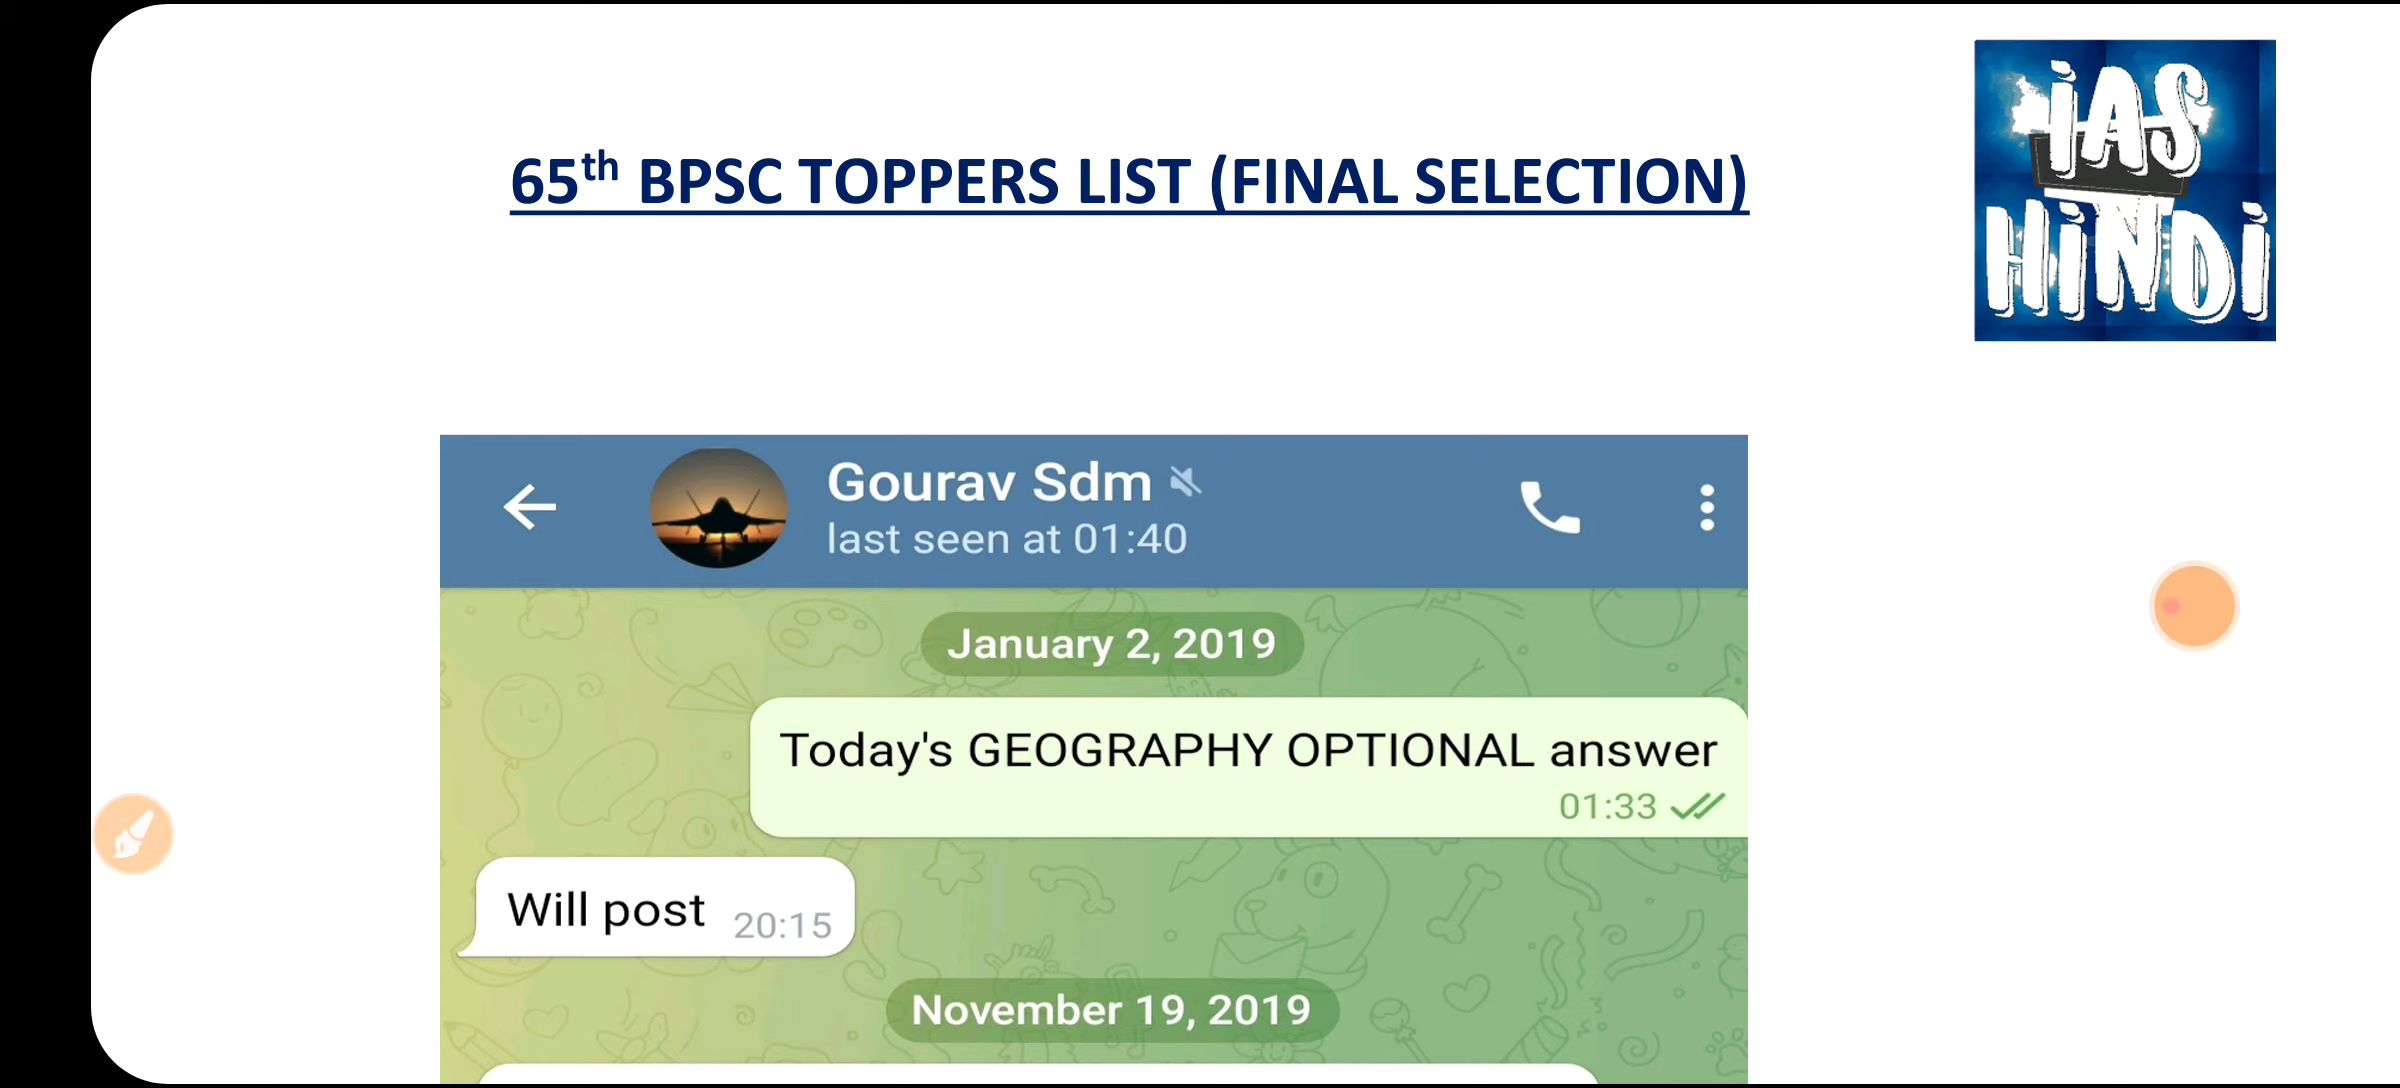 65th BPSC TOPPERS LIST (FINAL SELECTION)
iAS
HiNDi
Gourav Sdm
last seen at 01:40
January 2, 2019
Today's GEOGRAPHY OPTIONAL answer
01:33
Will post 20:15
November 19, 2019